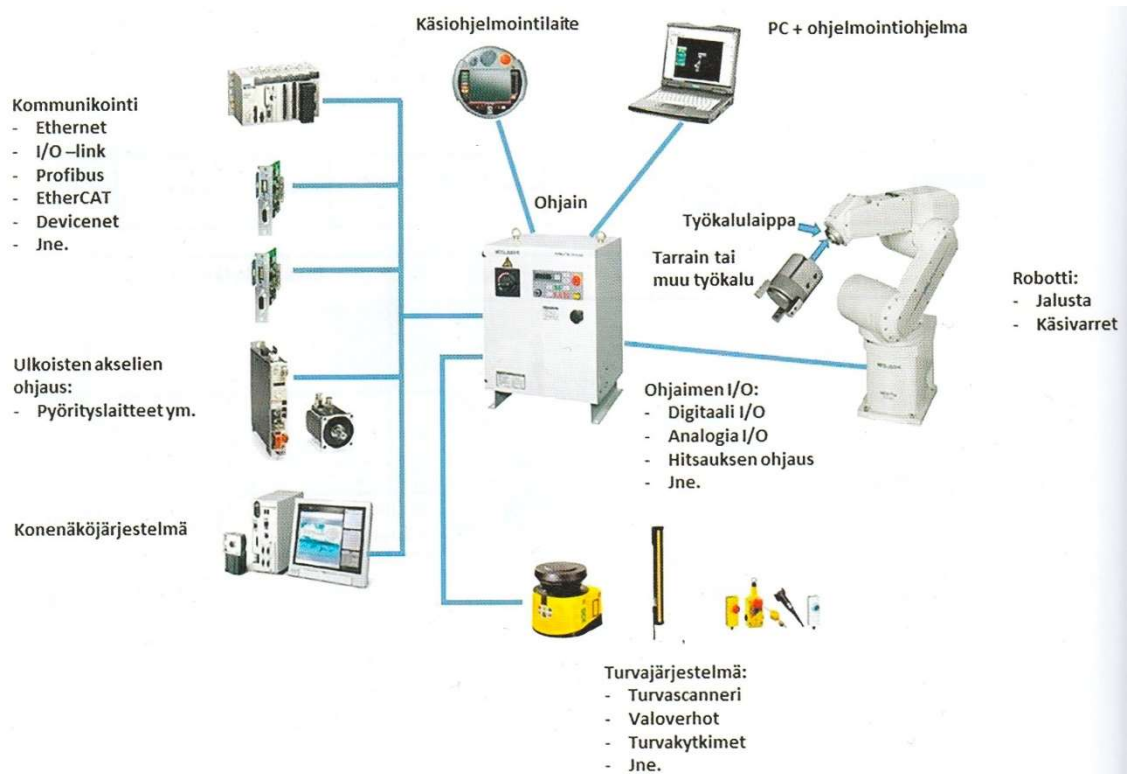 Käsiohjelmointilaite
PC + ohjelmointiohjelma
Kommunikointi
- Ethernet
- I/O –link
- Profibus
- EtherCAT
- Devicenet
- Jne.
Ohjain
Työkalulaippa
Tarrain tai
muu työkalu
Robotti:
- Jalusta
- Käsivarret
Ulkoisten akselien
ohjaus:
- Pyörityslaitteet ym.
Ohjaimen I/O:
- Digitaali I/O
- Analogia I/O
- Hitsauksen ohjaus
- Jne.
Konenäköjärjestelmä
Turvajärjestelmä:
- Turvascanneri
- Valoverhot
- Turvakytkimet
- Jne.